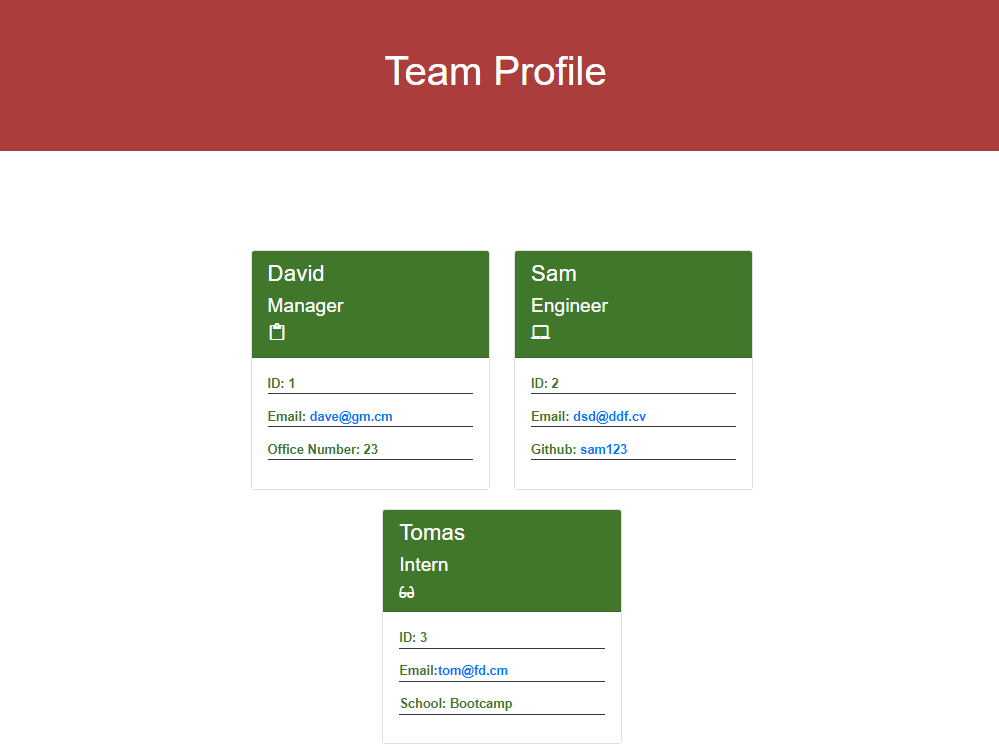 Team Profile
David
Manager
ID: 1
Email: dave@gm.cm
Office Number: 23
Sam
Engineer
ID: 2
Email: dsd@ddf.cv
Github: sam123
Tomas
Intern
ID: 3
Email:tom@fd.cm
School: Bootcamp